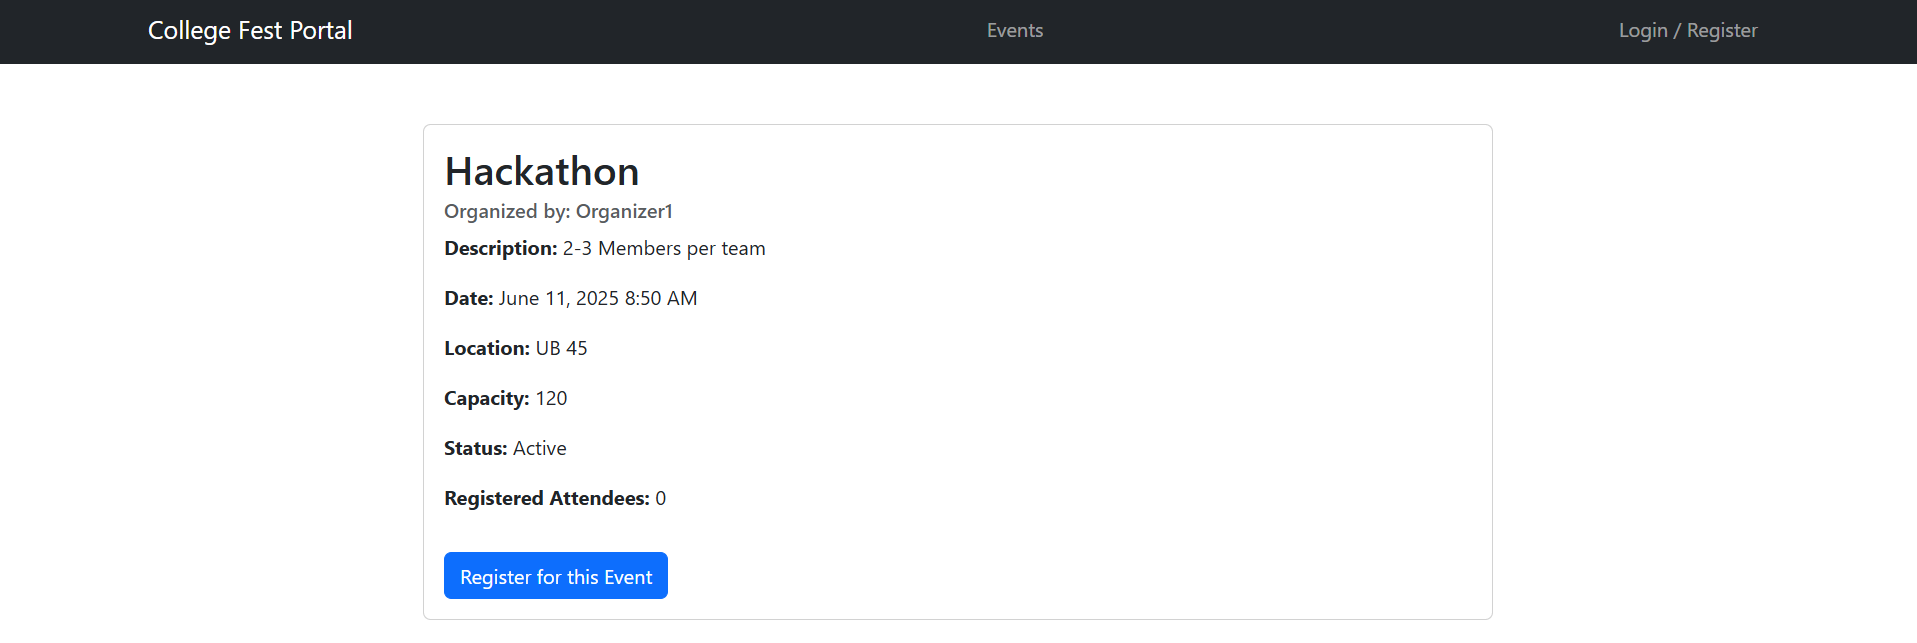 College Fest Portal
Events
Login / Register
Hackathon
Organized by: Organizer1
Description: 2-3 Members per team
Date: June 11, 2025 8:50 AM
Location: UB 45
Capacity: 120
Status: Active
Registered Attendees: 0
Register for this Event